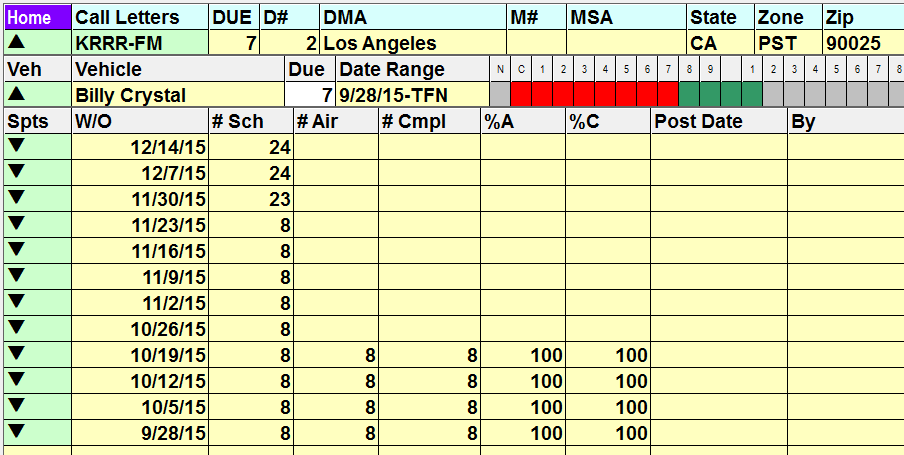 Home Call Letters DUE D# DMA M# MSA State Zone Zip
▲ KRRR-FM 7 2 Los Angeles CA PST 90025
Veh Vehicle Due Date Range N C 1 2 3 4 5 6 7 8 9 1 2 3 4 5 6 7 8
▲ Billy Crystal 7 9/28/15-TFN
Spts W/O # Sch # Air # Cmpl %A %C Post Date By
▼ 12/14/15 24
▼ 12/7/15 24
▼ 11/30/15 23
▼ 11/23/15 8
▼ 11/16/15 8
▼ 11/9/15 8
▼ 11/2/15 8
▼ 10/26/15 8
▼ 10/19/15 8 8 8 100 100
▼ 10/12/15 8 8 8 100 100
▼ 10/5/15 8 8 8 100 100
▼ 9/28/15 8 8 8 100 100